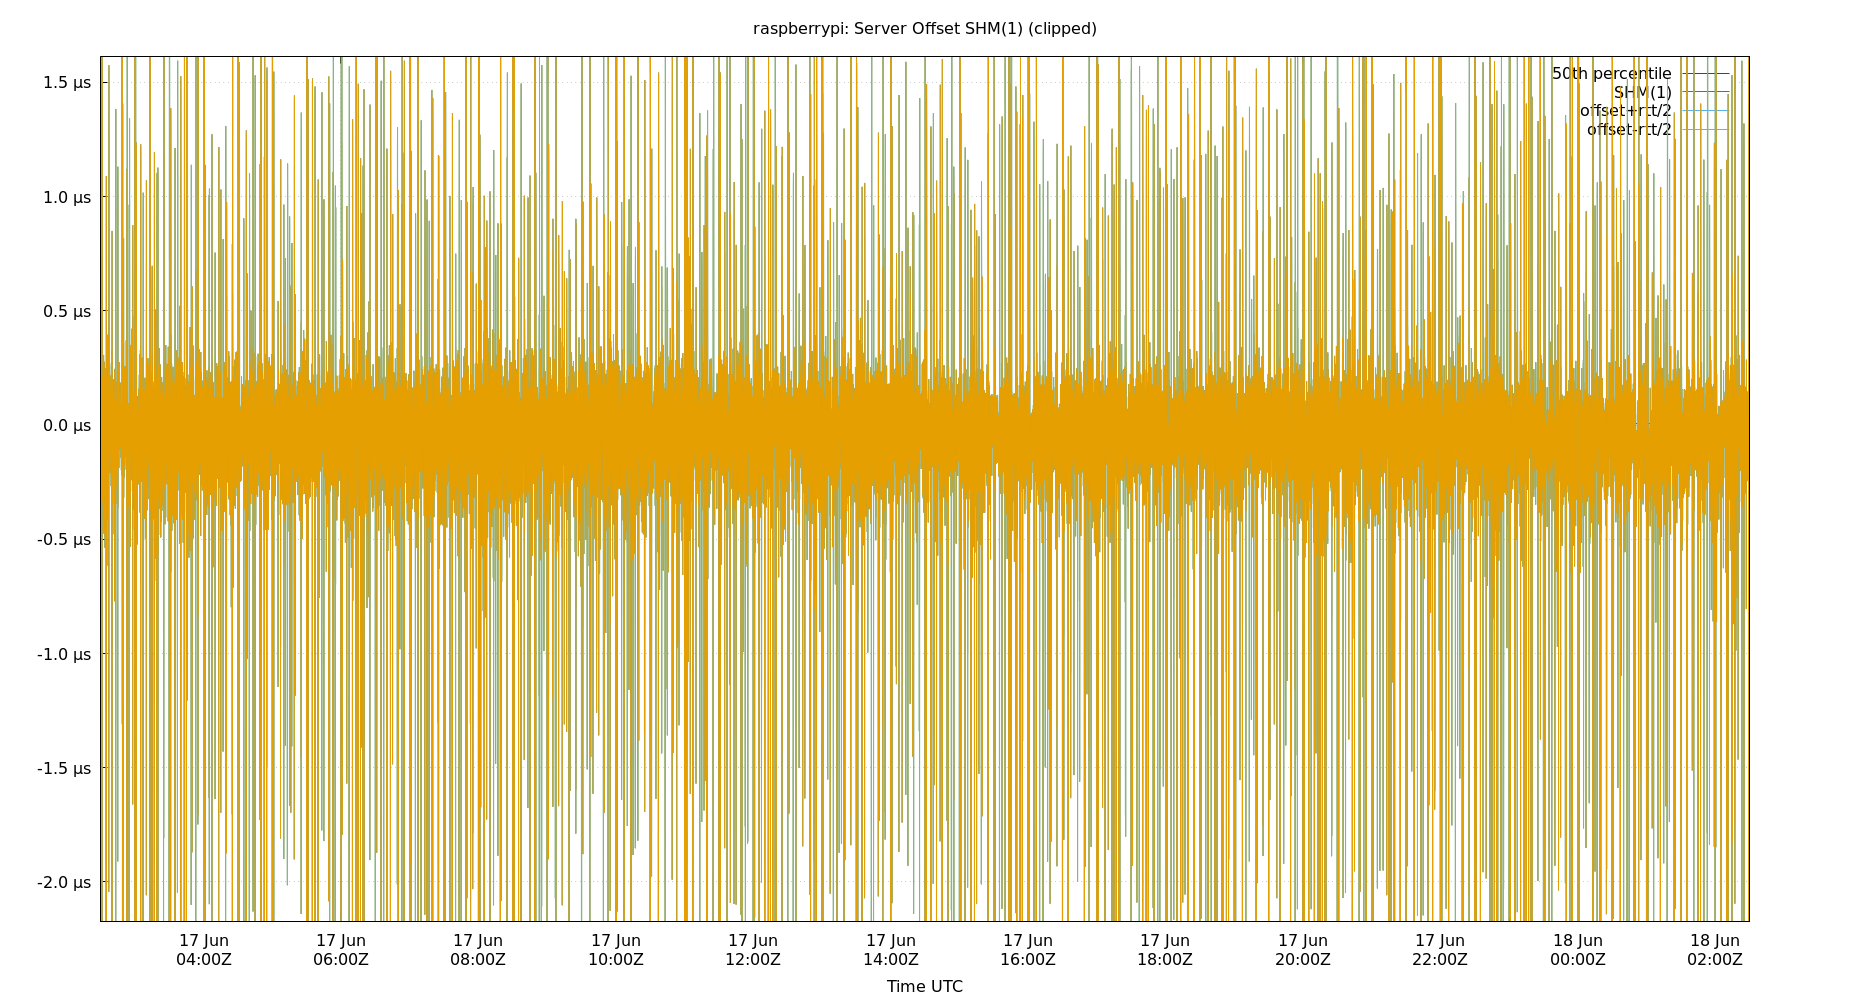 raspberrypi: Server Offset SHM(1) (clipped)
1.5 µs
1.0 µs
0.5 µs
0.0 µs
-0.5 µs
-1.0 µs
-1.5 µs
-2.0 µs
50th percentile
SHM(1)
offset+rtt/2
offset-rtt/2
17 Jun 17 Jun 17 Jun 17 Jun 17 Jun 17 Jun 17 Jun 17 Jun 17 Jun 17 Jun 18 Jun 18 Jun
04:00Z 06:00Z 08:00Z 10:00Z 12:00Z 14:00Z 16:00Z 18:00Z 20:00Z 22:00Z 00:00Z 02:00Z
Time UTC